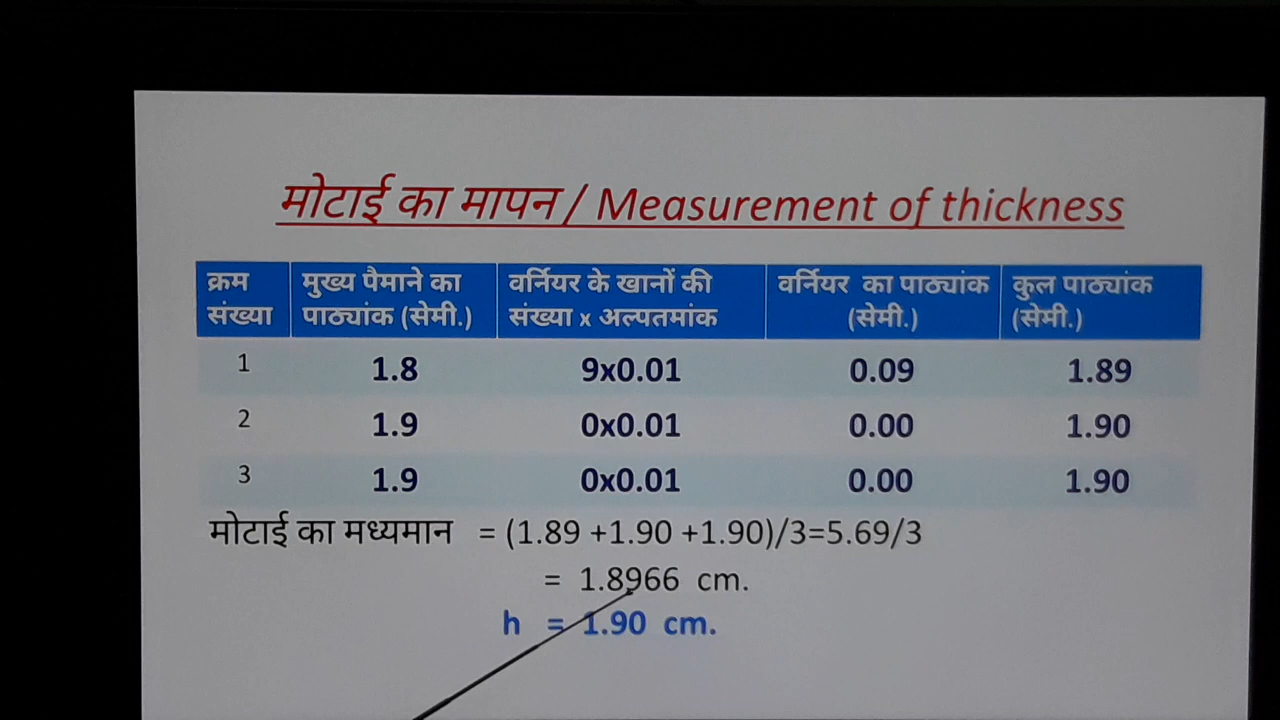 मोटाई का मापन / Measurement of thickness
क्रम संख्या | मुख्य पैमाने का पाठ्यांक (सेमी.) | वर्नियर के खानों की संख्या x अल्पतमांक | वर्नियर का पाठ्यांक (सेमी.) | कुल पाठ्यांक (सेमी.)
1 | 1.8 | 9x0.01 | 0.09 | 1.89
2 | 1.9 | 0x0.01 | 0.00 | 1.90
3 | 1.9 | 0x0.01 | 0.00 | 1.90
मोटाई का मध्यमान = (1.89 +1.90 +1.90)/3=5.69/3
= 1.8966 cm.
h = 1.90 cm.